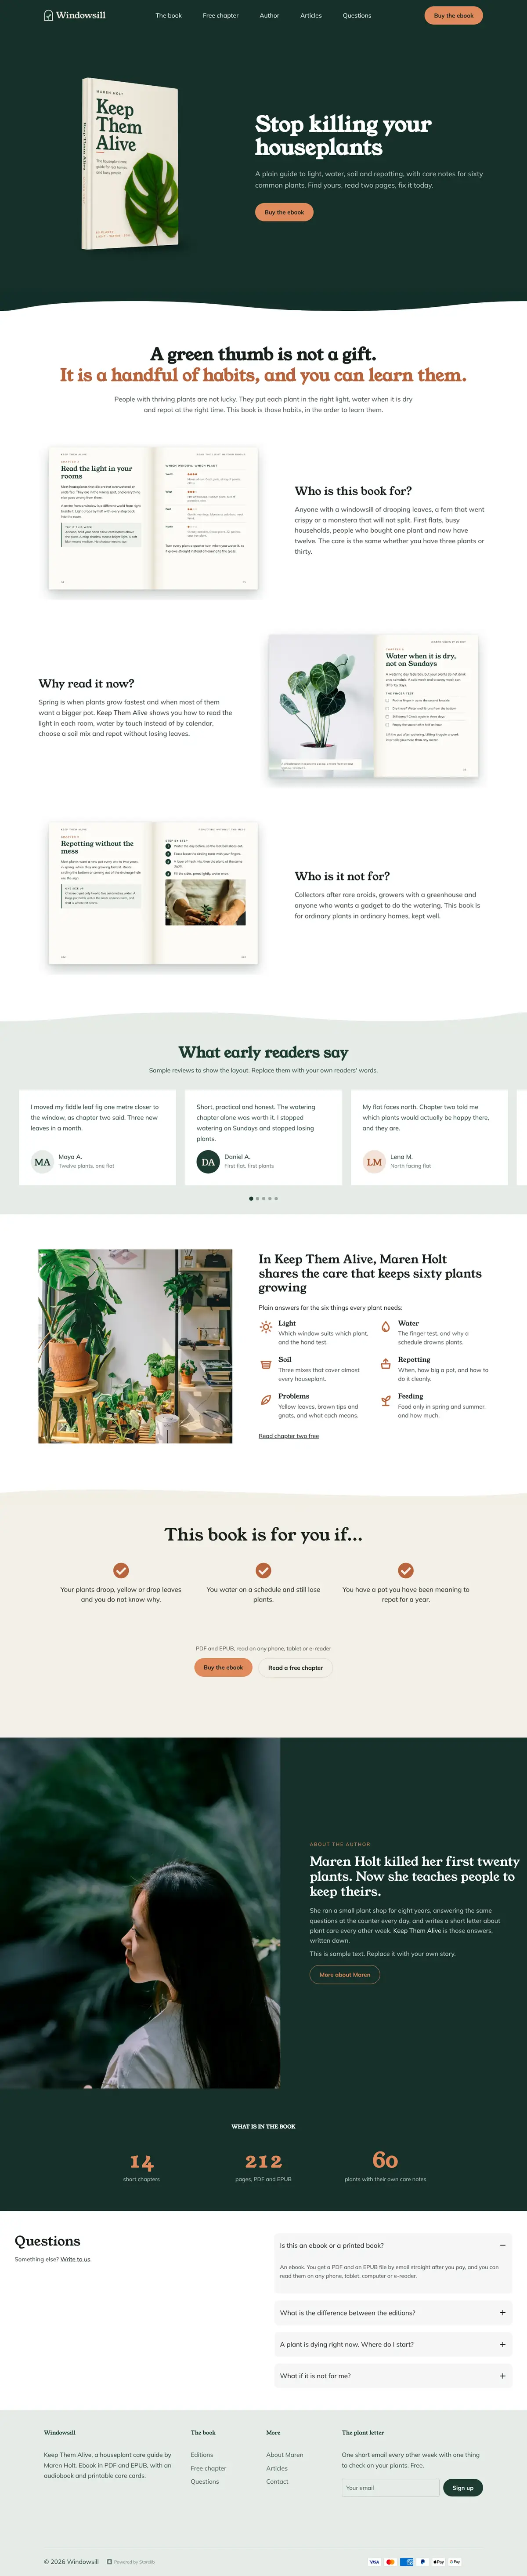 Windowsill
The book
Free chapter
Author
Articles
Questions
Buy the ebook
MAREN HOLT
Keep
Them
Alive
Keep Them Alive
Stop killing your
houseplants
A plain guide to light, water, soil and repotting, with care notes for sixty
common plants. Find yours, read two pages, fix it today.
Buy the ebook
A green thumb is not a gift.
It is a handful of habits, and you can learn them.
People with thriving plants are not lucky. They put each plant in the right light, water when it is dry
and repot at the right time. This book is those habits, in the order to learn them.
Read the light in your
rooms
Who is this book for?
Anyone with a windowsill of drooping leaves, a fern that went
crispy or a monstera that will not split. First flats, busy
households, people who bought one plant and now have
twelve. The care is the same whether you have three plants or
thirty.
Why read it now?
Spring is when plants grow fastest and when most of them
want a bigger pot. Keep Them Alive shows you how to read the
light in each room, water by touch instead of by calendar,
choose a soil mix and repot without losing leaves.
Water when it is dry,
not on Sundays
Repotting without the
mess
Who is it not for?
Collectors after rare aroids, growers with a greenhouse and
anyone who wants a gadget to do the watering. This book is
for ordinary plants in ordinary homes, kept well.
What early readers say
Sample reviews to show the layout. Replace them with your own readers' words.
I moved my fiddle leaf fig one metre closer to
the window, as chapter two said. Three new
leaves in a month.
MA
Maya A.
Twelve plants, one flat
Short, practical and honest. The watering
chapter alone was worth it. I stopped
watering on Sundays and stopped losing
plants.
DA
Daniel A.
First flat, first plants
My flat faces north. Chapter two told me
which plants would actually be happy there,
and they are.
LM
Lena M.
North facing flat
In Keep Them Alive, Maren Holt
shares the care that keeps sixty plants
growing
Plain answers for the six things every plant needs:
Light
Which window suits which plant,
and the hand test.
Water
The finger test, and why a
schedule drowns plants.
Soil
Three mixes that cover almost
every houseplant.
Repotting
When, how big a pot, and how to
do it cleanly.
Problems
Yellow leaves, brown tips and
gnats, and what each means.
Feeding
Food only in spring and summer,
and how much.
Read chapter two free
This book is for you if...
Your plants droop, yellow or drop leaves
and you do not know why.
You water on a schedule and still lose
plants.
You have a pot you have been meaning to
repot for a year.
PDF and EPUB, read on any phone, tablet or e-reader
Buy the ebook
Read a free chapter
ABOUT THE AUTHOR
Maren Holt killed her first twenty
plants. Now she teaches people to
keep theirs.
She ran a small plant shop for eight years, answering the same
questions at the counter every day, and writes a short letter about
plant care every other week. Keep Them Alive is those answers,
written down.
This is sample text. Replace it with your own story.
More about Maren
WHAT IS IN THE BOOK
14
short chapters
212
pages, PDF and EPUB
60
plants with their own care notes
Questions
Something else? Write to us.
Is this an ebook or a printed book?
An ebook. You get a PDF and an EPUB file by email straight after you pay, and you can
read them on any phone, tablet, computer or e-reader.
What is the difference between the editions?
A plant is dying right now. Where do I start?
What if it is not for me?
Windowsill
Keep Them Alive, a houseplant care guide by
Maren Holt. Ebook in PDF and EPUB, with an
audiobook and printable care cards.
The book
Editions
Free chapter
Questions
More
About Maren
Articles
Contact
The plant letter
One short email every other week with one thing
to check on your plants. Free.
Your email
Sign up
© 2026 Windowsill
VISA
PayPal
Apple Pay
G Pay